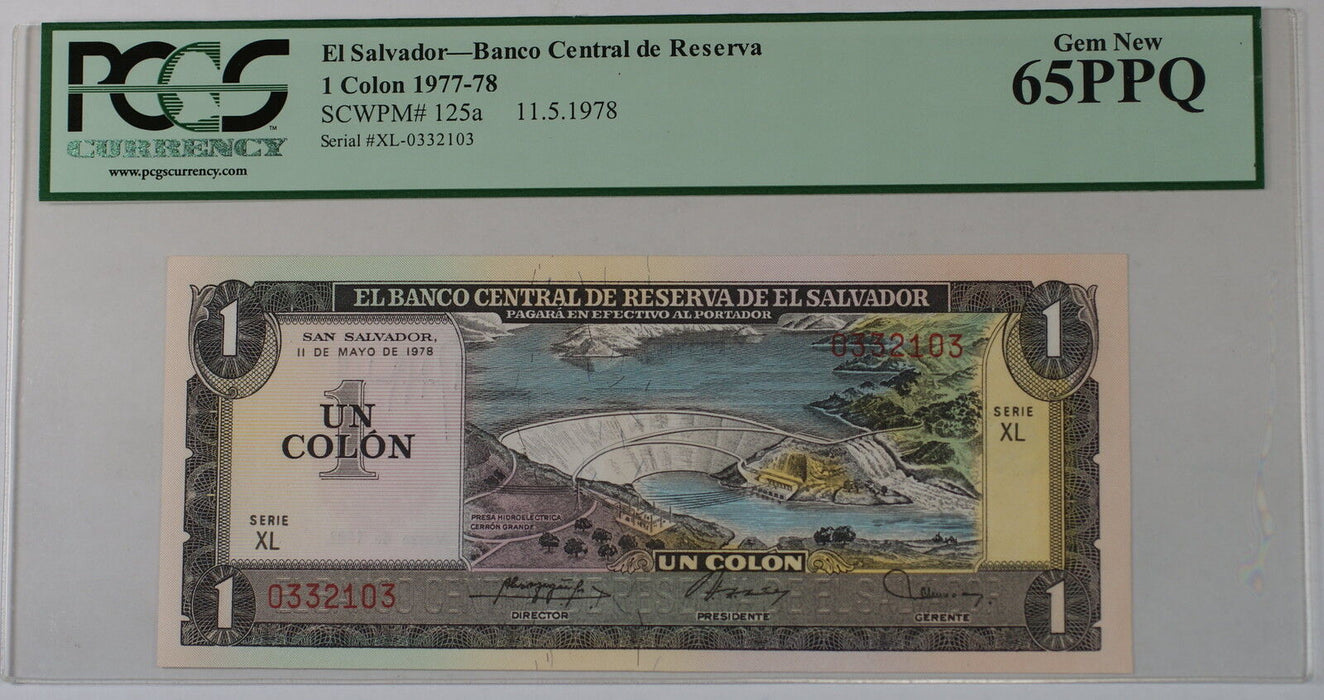 PCGS
TM
CURRENCY
www.pcgscurrency.com
El Salvador—Banco Central de Reserva
1 Colon 1977-78
SCWPM# 125a 11.5.1978
Serial #XL-0332103
Gem New
65PPQ
EL BANCO CENTRAL DE RESERVA DE EL SALVADOR
PAGARÁ EN EFECTIVO AL PORTADOR
1
1
SAN SALVADOR,
11 DE MAYO DE 1978
0332103
1
UN
COLÓN
SERIE
XL
SERIE
XL
PRESA HIDROELECTRICA
CERRÓN GRANDE
UN COLON
1
0332103
1
DIRECTOR
PRESIDENTE
GERENTE